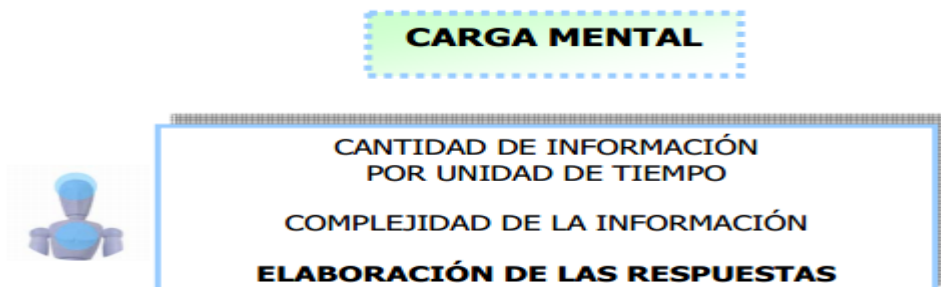 CARGA MENTAL
CANTIDAD DE INFORMACIÓN
POR UNIDAD DE TIEMPO
COMPLEJIDAD DE LA INFORMACIÓN
ELABORACIÓN DE LAS RESPUESTAS